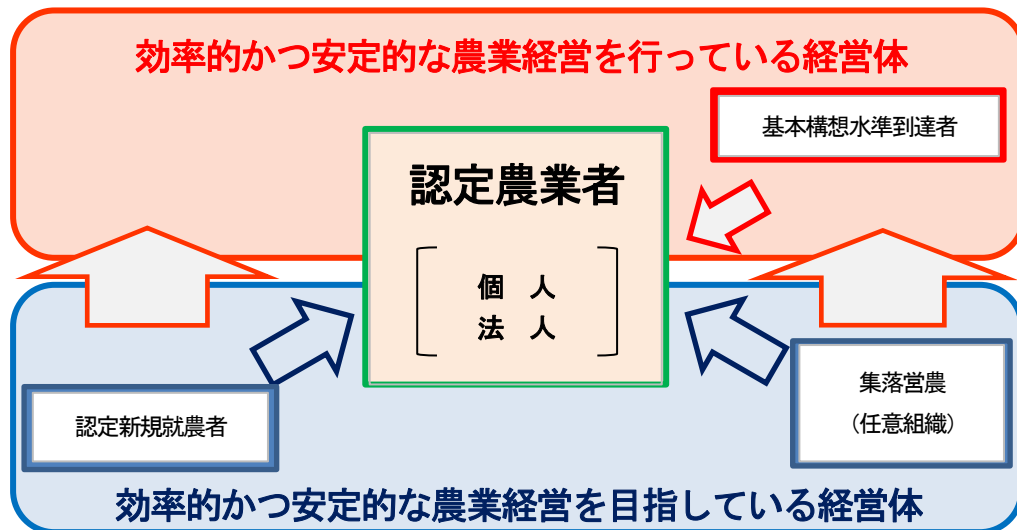 効率的かつ安定的な農業経営を行っている経営体
基本構想水準到達者
認定農業者
個　人
法　人
認定新規就農者
集落営農
（任意組織）
効率的かつ安定的な農業経営を目指している経営体